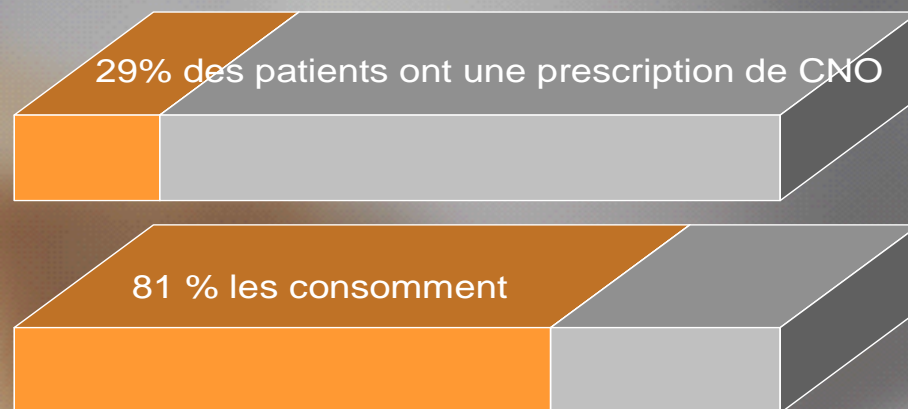 29% des patients ont une prescription de CNO
81 % les consomment